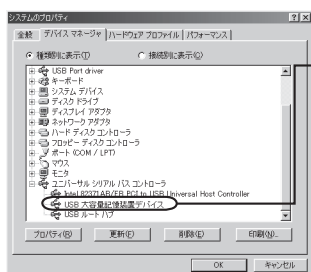 システムのプロパティ
全般 デバイス マネージャ ハードウェア プロファイル パフォーマンス
種類別に表示(T) 接続別に表示(C)
USB Port driver
キーボード
システム デバイス
ディスク ドライブ
ディスプレイ アダプタ
ネットワーク アダプタ
ハード ディスク コントローラ
フロッピー ディスク コントローラ
ポート (COM / LPT)
マウス
モニタ
ユニバーサル シリアル バス コントローラ
Intel 82371AB/EB PCI to USB Universal Host Controller
USB 大容量記憶装置デバイス
USB ルート ハブ
プロパティ(R) 更新(F) 削除(E) 印刷(N)...
OK キャンセル